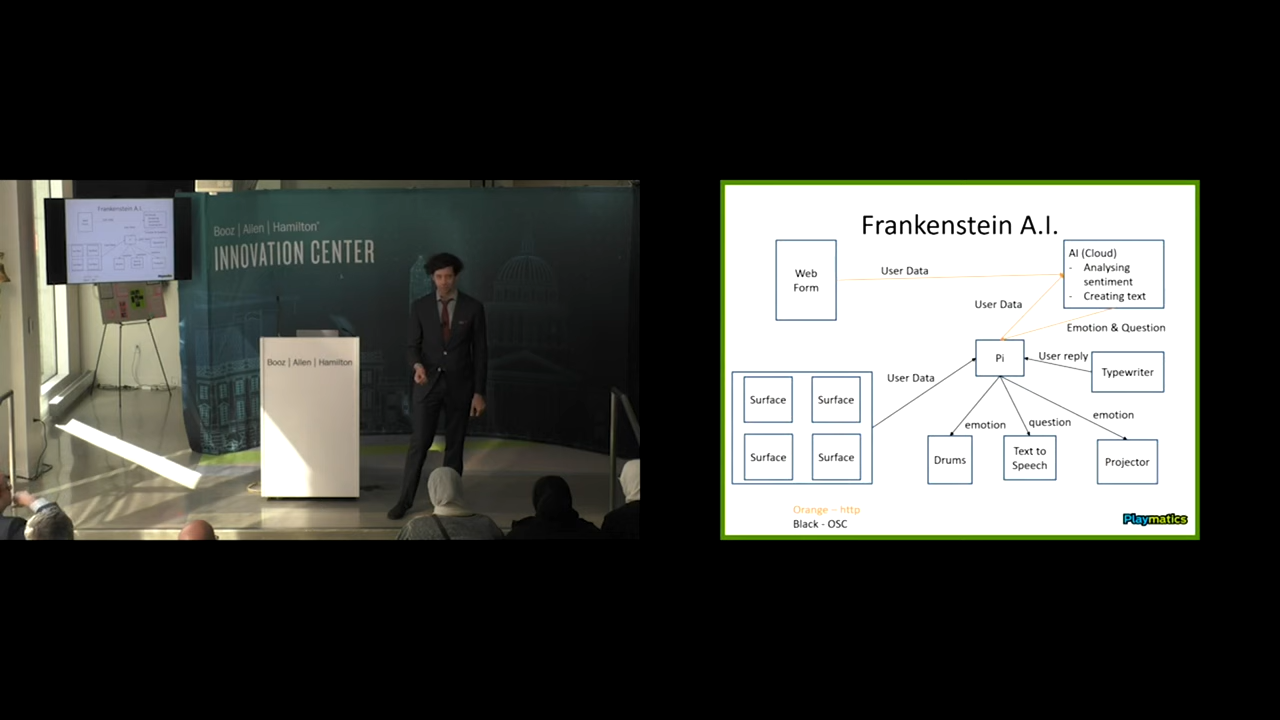 Booz | Allen | Hamilton®
INNOVATION CENTER
Booz | Allen | Hamilton
Frankenstein A.I.
Frankenstein A.I.
Web
Form
User Data
AI (Cloud)
- Analysing
sentiment
- Creating text
User Data
Emotion & Question
Pi
User reply
Typewriter
User Data
Surface
Surface
Surface
Surface
emotion
question
emotion
Drums
Text to
Speech
Projector
Orange – http
Black - OSC
Playmatics